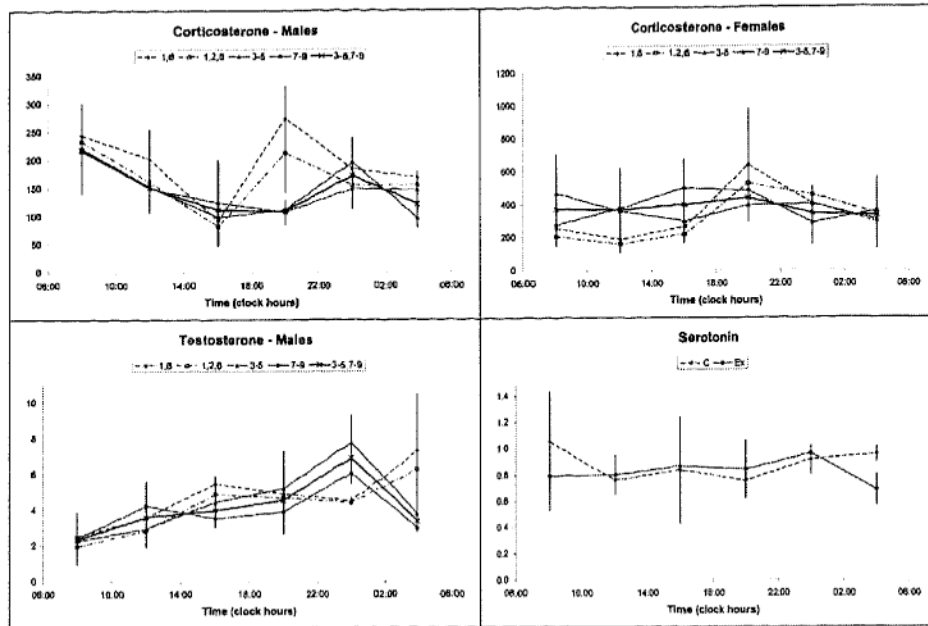 Corticosterone - Males
1,6 1,2,6 3-5 7-9 3-5,7-9
350
300
250
200
150
100
50
0
06:00 10:00 14:00 18:00 22:00 02:00 06:00
Time (clock hours)
Corticosterone - Females
1,6 1,2,6 3-5 7-9 3-5,7-9
1200
1000
800
600
400
200
0
06:00 10:00 14:00 18:00 22:00 02:00 06:00
Time (clock hours)
Testosterone - Males
1,6 1,2,6 3-5 7-9 3-5,7-9
10
8
6
4
2
0
06:00 10:00 14:00 18:00 22:00 02:00 06:00
Time (clock hours)
Serotonin
C Ex
1.4
1.2
1.0
0.8
0.6
0.4
0.2
0.0
06:00 10:00 14:00 18:00 22:00 02:00 06:00
Time (clock hours)